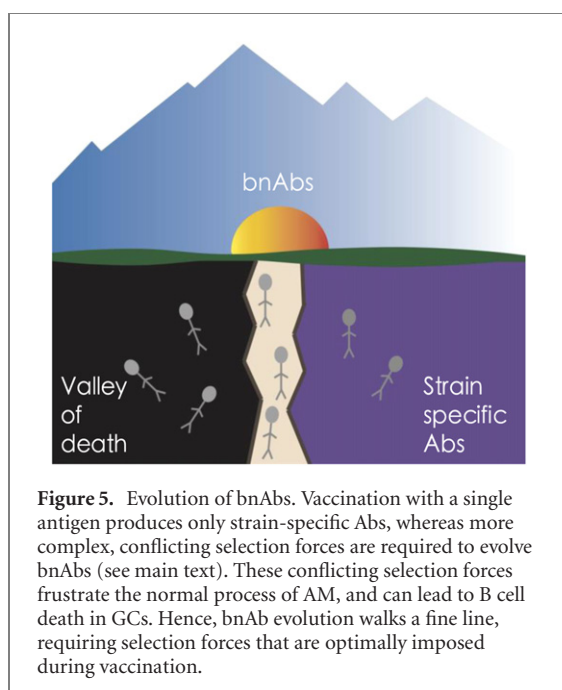 bnAbs
Valley
of
death
Strain
specific
Abs
Figure 5. Evolution of bnAbs. Vaccination with a single
antigen produces only strain-specific Abs, whereas more
complex, conflicting selection forces are required to evolve
bnAbs (see main text). These conflicting selection forces
frustrate the normal process of AM, and can lead to B cell
death in GCs. Hence, bnAb evolution walks a fine line,
requiring selection forces that are optimally imposed
during vaccination.